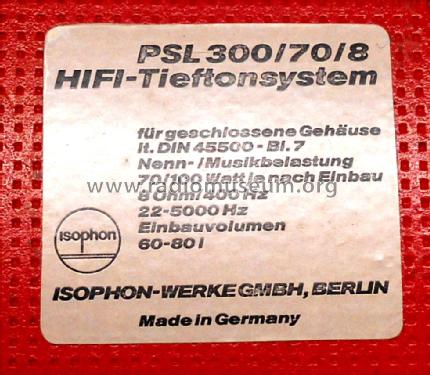 PSL 300/70/8
HIFI-Tieftonsystem
für geschlossene Gehäuse
lt. DIN 45500 - Bl. 7
Nenn-/Musikbelastung
70/100 Watt je nach Einbau
8 Ohm/400 Hz
22-5000 Hz
Einbauvolumen
60-80 l
isophon
ISOPHON-WERKE GMBH, BERLIN
Made in Germany
www.radiomuseum.org